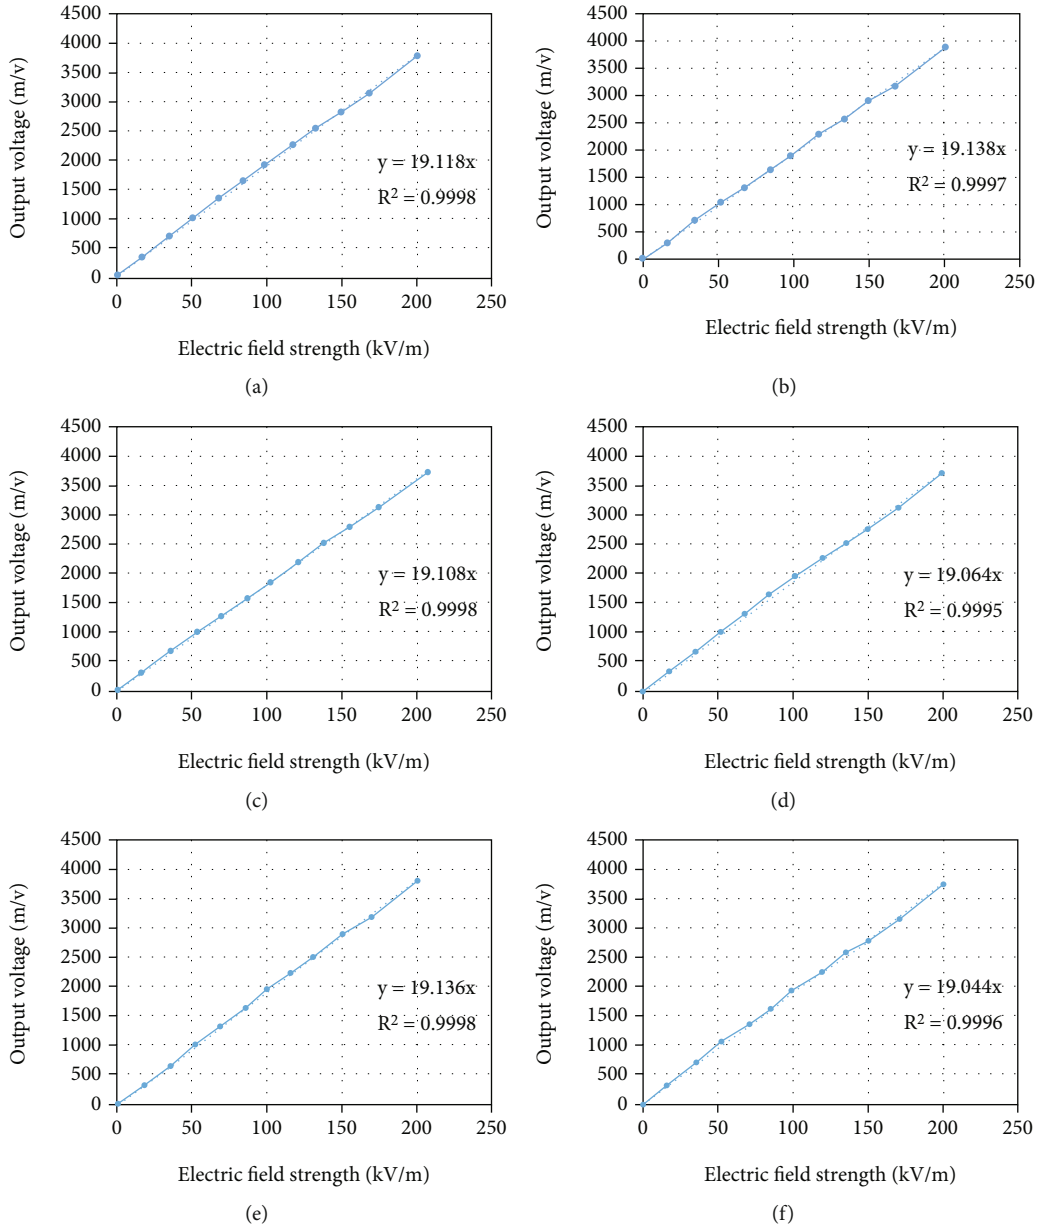 4500
4000
3500
3000
2500
2000
1500
1000
500
0
Output voltage (m/v)
y = 19.118x
R² = 0.9998
0 50 100 150 200 250
Electric field strength (kV/m)
(a)
4500
4000
3500
3000
2500
2000
1500
1000
500
0
Output voltage (m/v)
y = 19.138x
R² = 0.9997
0 50 100 150 200 250
Electric field strength (kV/m)
(b)
4500
4000
3500
3000
2500
2000
1500
1000
500
0
Output voltage (m/v)
y = 19.108x
R² = 0.9998
0 50 100 150 200 250
Electric field strength (kV/m)
(c)
4500
4000
3500
3000
2500
2000
1500
1000
500
0
Output voltage (m/v)
y = 19.064x
R² = 0.9995
0 50 100 150 200 250
Electric field strength (kV/m)
(d)
4500
4000
3500
3000
2500
2000
1500
1000
500
0
Output voltage (m/v)
y = 19.136x
R² = 0.9998
0 50 100 150 200 250
Electric field strength (kV/m)
(e)
4500
4000
3500
3000
2500
2000
1500
1000
500
0
Output voltage (m/v)
y = 19.044x
R² = 0.9996
0 50 100 150 200 250
Electric field strength (kV/m)
(f)